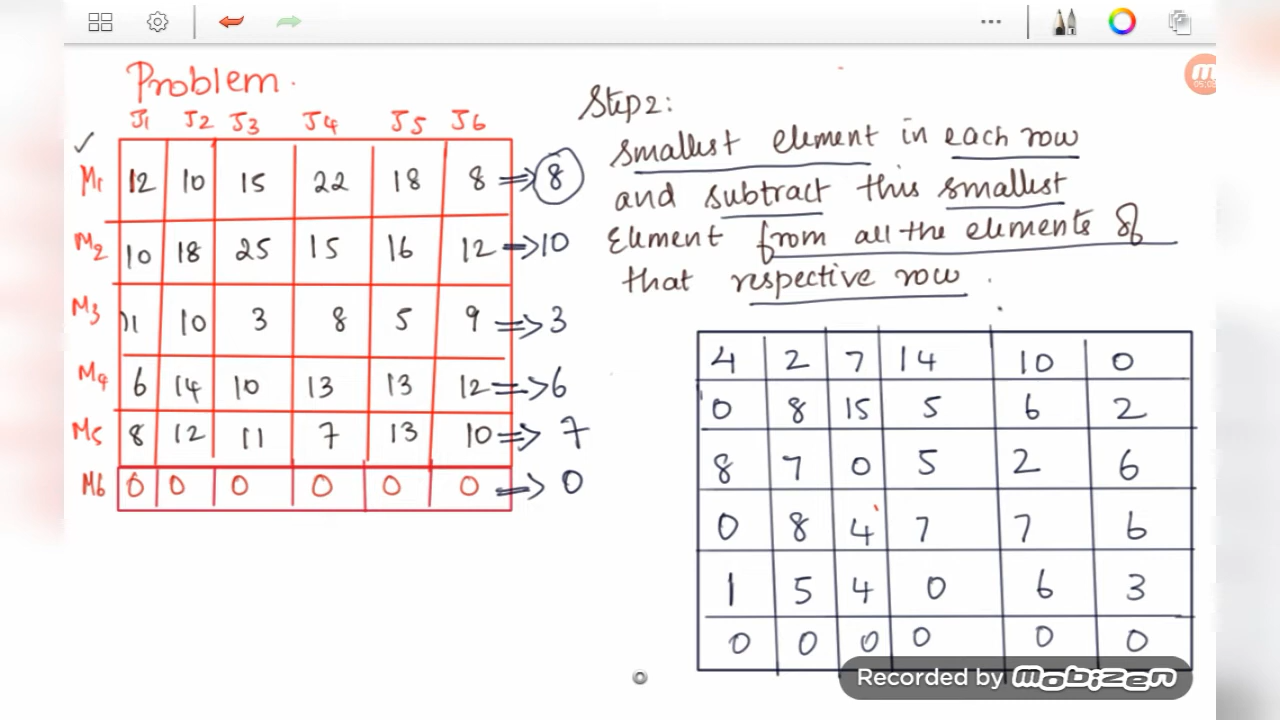 05:08
Problem.
J1 J2 J3 J4 J5 J6
M1 12 10 15 22 18 8 => 8
M2 10 18 25 15 16 12 => 10
M3 11 10 3 8 5 9 => 3
M4 6 14 10 13 13 12 => 6
M5 8 12 11 7 13 10 => 7
M6 0 0 0 0 0 0 => 0
Step2:
smallest element in each row
and subtract this smallest
Element from all the elements of
that respective row.
4 2 7 14 10 0
0 8 15 5 6 2
8 7 0 5 2 6
0 8 4 7 7 6
1 5 4 0 6 3
0 0 0 0 0 0
Recorded by mobizen